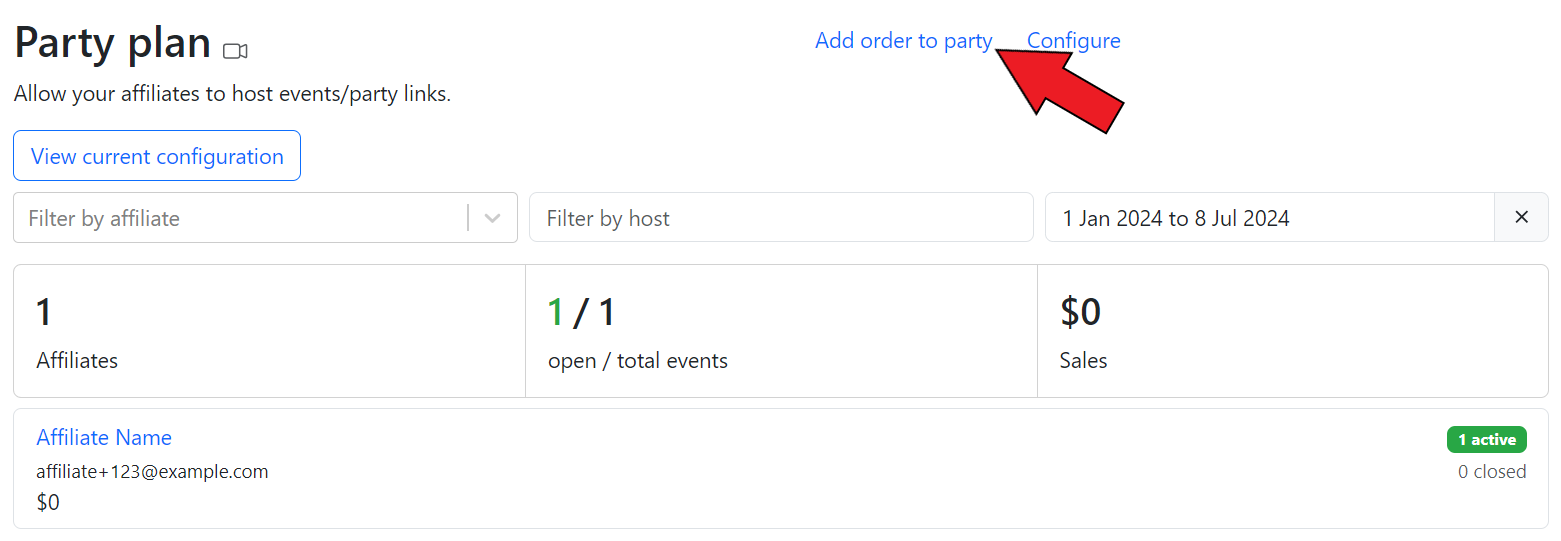 Party plan
Add order to party
Configure
Allow your affiliates to host events/party links.
View current configuration
Filter by affiliate
Filter by host
1 Jan 2024 to 8 Jul 2024
1
Affiliates
1 / 1
open / total events
$0
Sales
Affiliate Name
1 active
affiliate+123@example.com
0 closed
$0